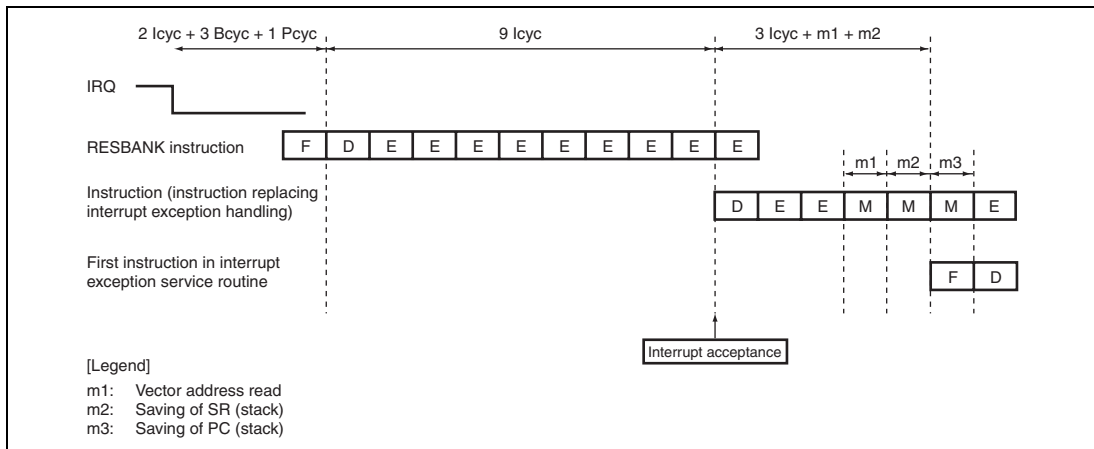 2 Icyc + 3 Bcyc + 1 Pcyc 9 Icyc 3 Icyc + m1 + m2
IRQ
RESBANK instruction F D E E E E E E E E E
m1 m2 m3
Instruction (instruction replacing
interrupt exception handling) D E E M M M E
First instruction in interrupt
exception service routine F D
Interrupt acceptance
[Legend]
m1: Vector address read
m2: Saving of SR (stack)
m3: Saving of PC (stack)